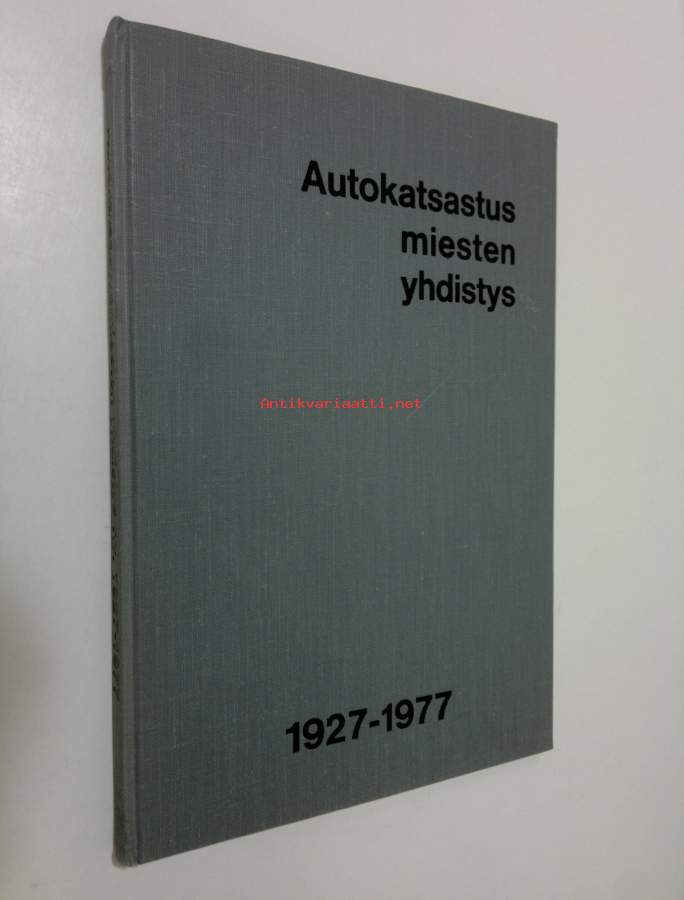 Autokatsastus
miesten
yhdistys
Antikvariaatti.net
1927-1977